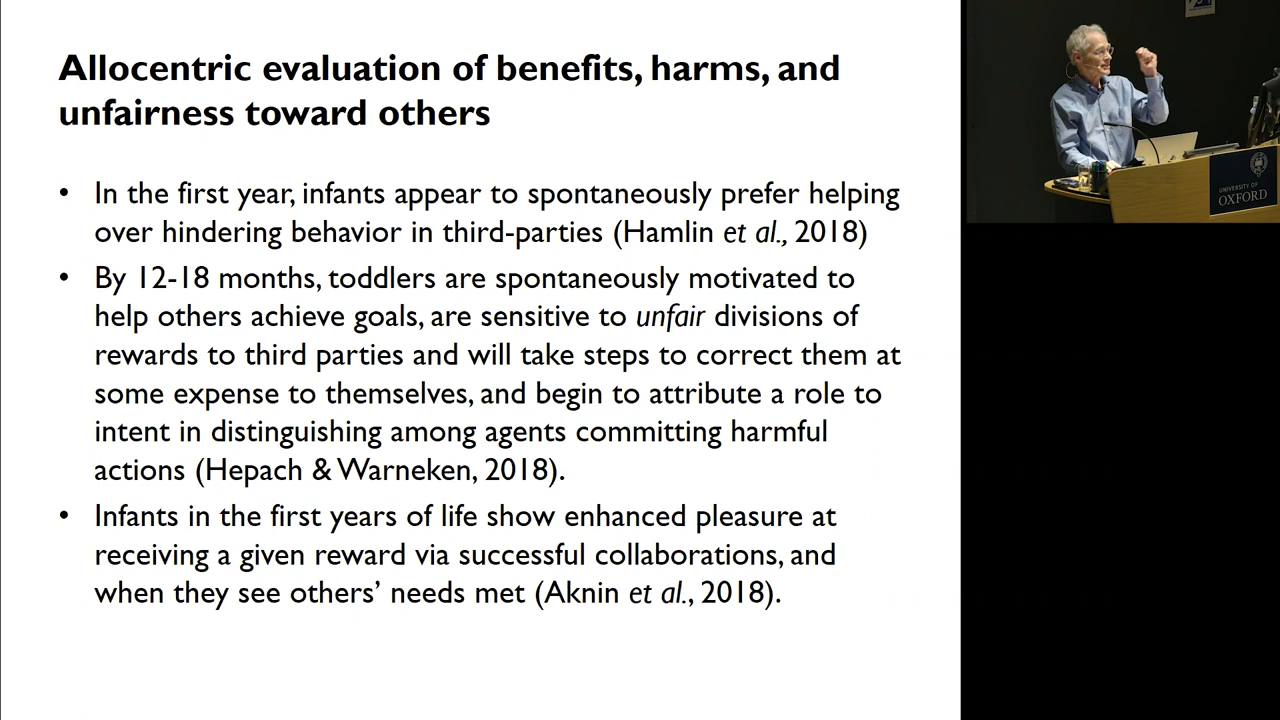 Allocentric evaluation of benefits, harms, and
unfairness toward others
• In the first year, infants appear to spontaneously prefer helping
over hindering behavior in third-parties (Hamlin et al., 2018)
• By 12-18 months, toddlers are spontaneously motivated to
help others achieve goals, are sensitive to unfair divisions of
rewards to third parties and will take steps to correct them at
some expense to themselves, and begin to attribute a role to
intent in distinguishing among agents committing harmful
actions (Hepach & Warneken, 2018).
• Infants in the first years of life show enhanced pleasure at
receiving a given reward via successful collaborations, and
when they see others’ needs met (Aknin et al., 2018).
UNIVERSITY OF
OXFORD